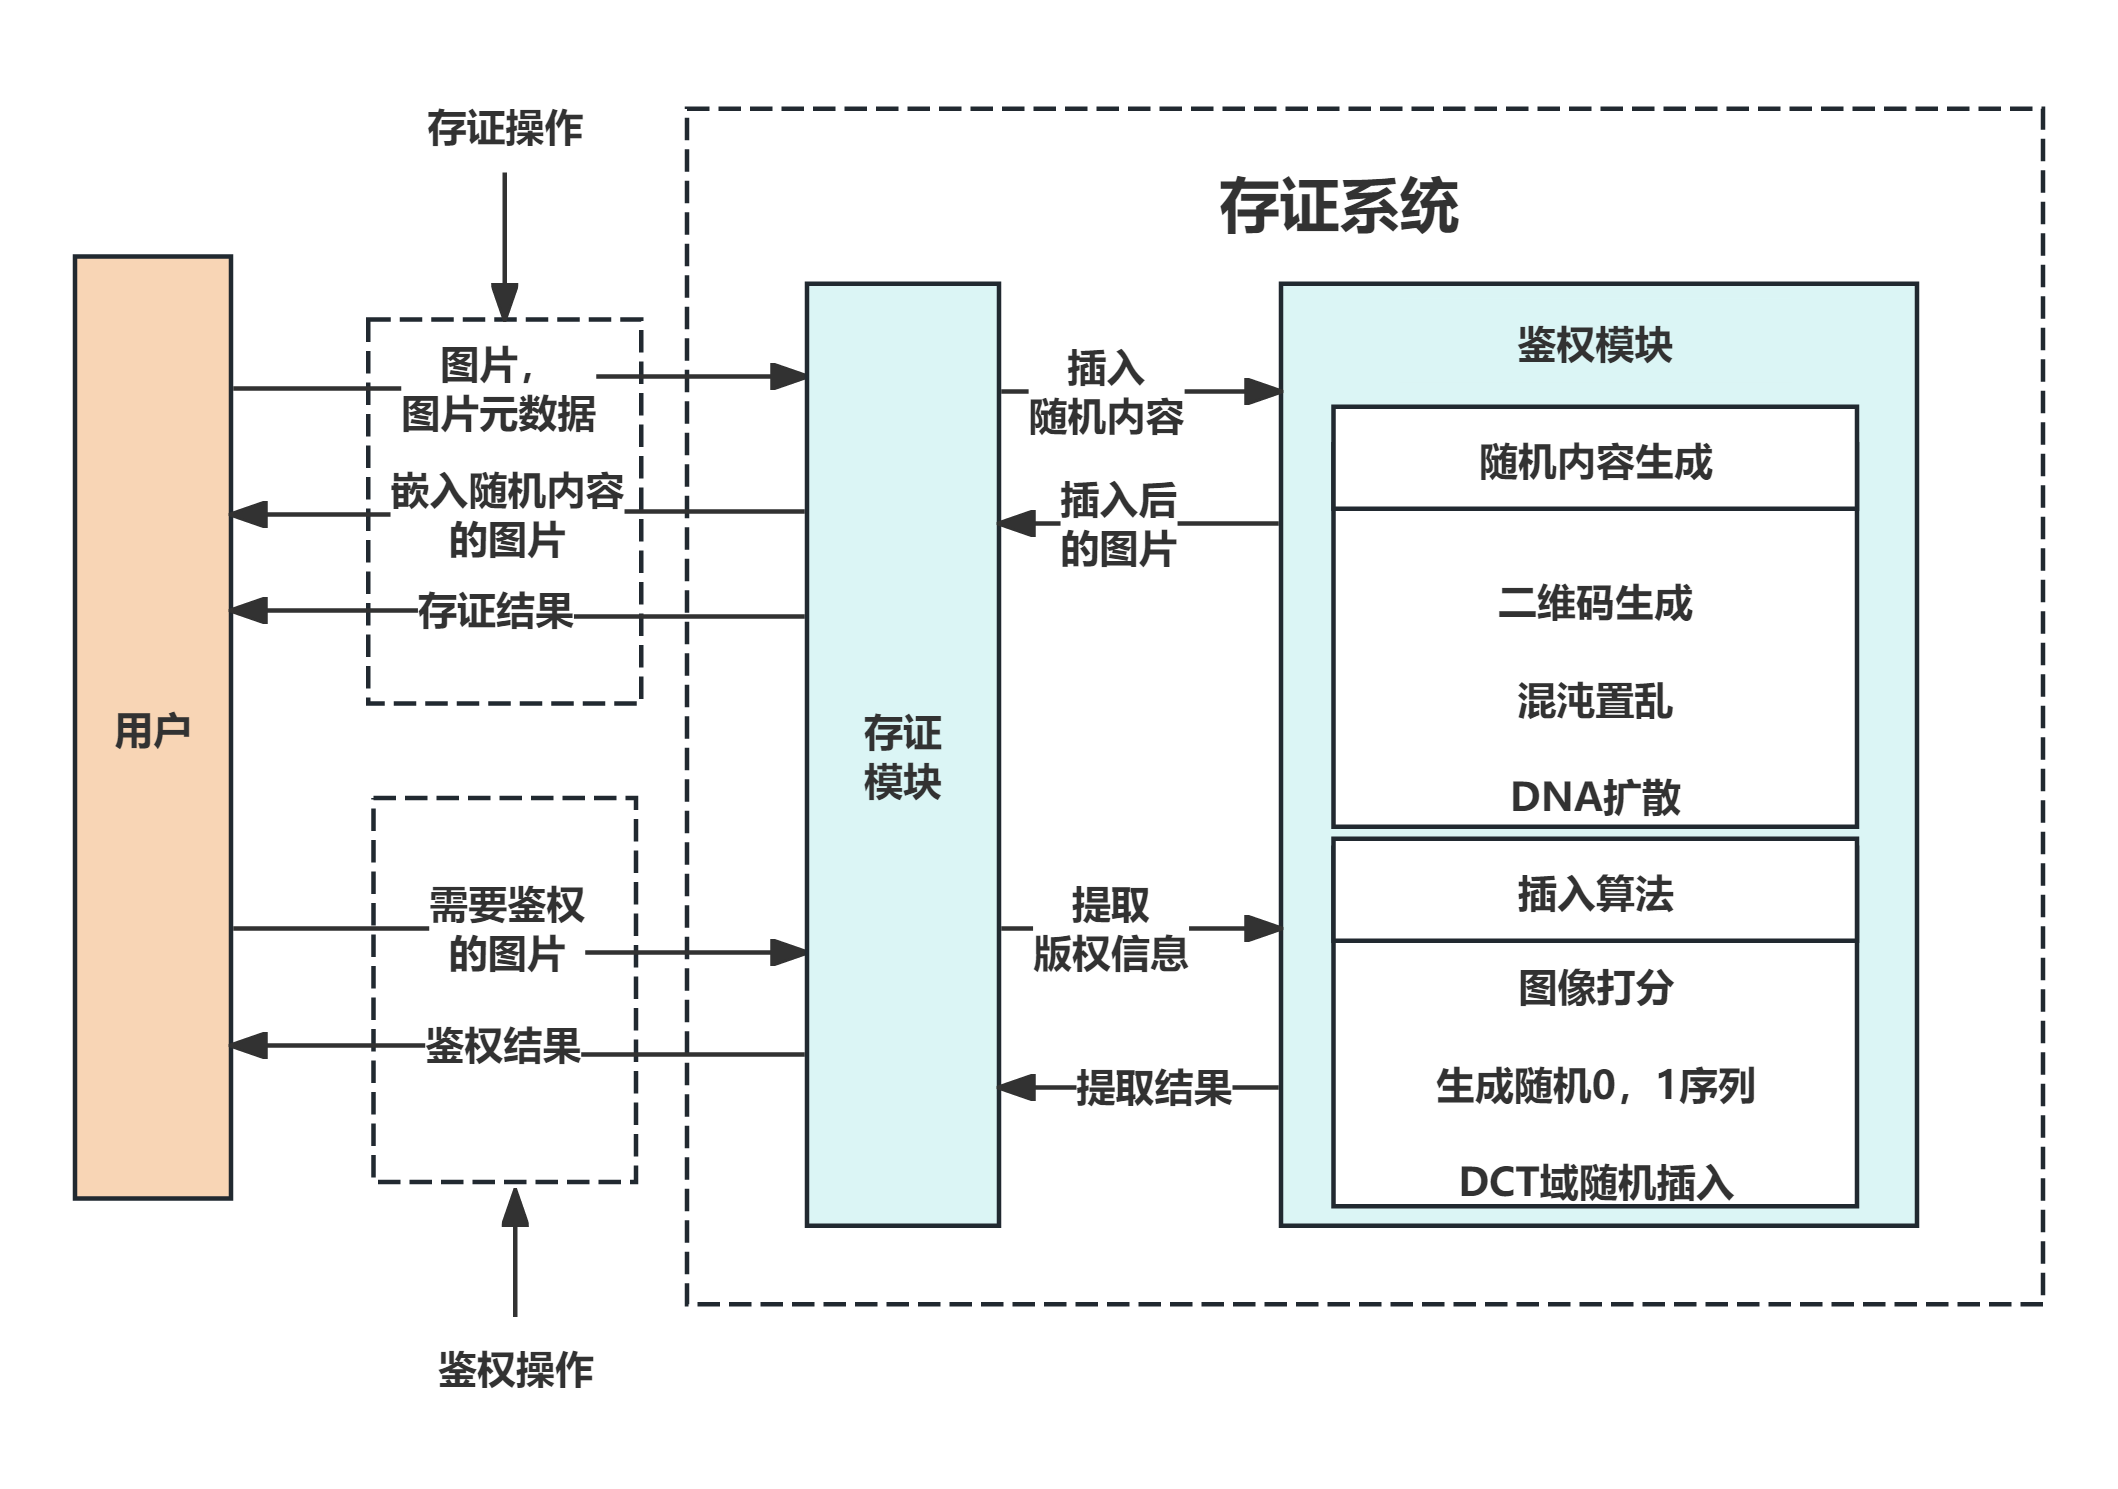 存证操作
存证系统
用户
图片，
图片元数据
嵌入随机内容
的图片
存证结果
需要鉴权
的图片
鉴权结果
鉴权操作
存证
模块
插入
随机内容
插入后
的图片
提取
版权信息
提取结果
鉴权模块
随机内容生成
二维码生成
混沌置乱
DNA扩散
插入算法
图像打分
生成随机0，1序列
DCT域随机插入